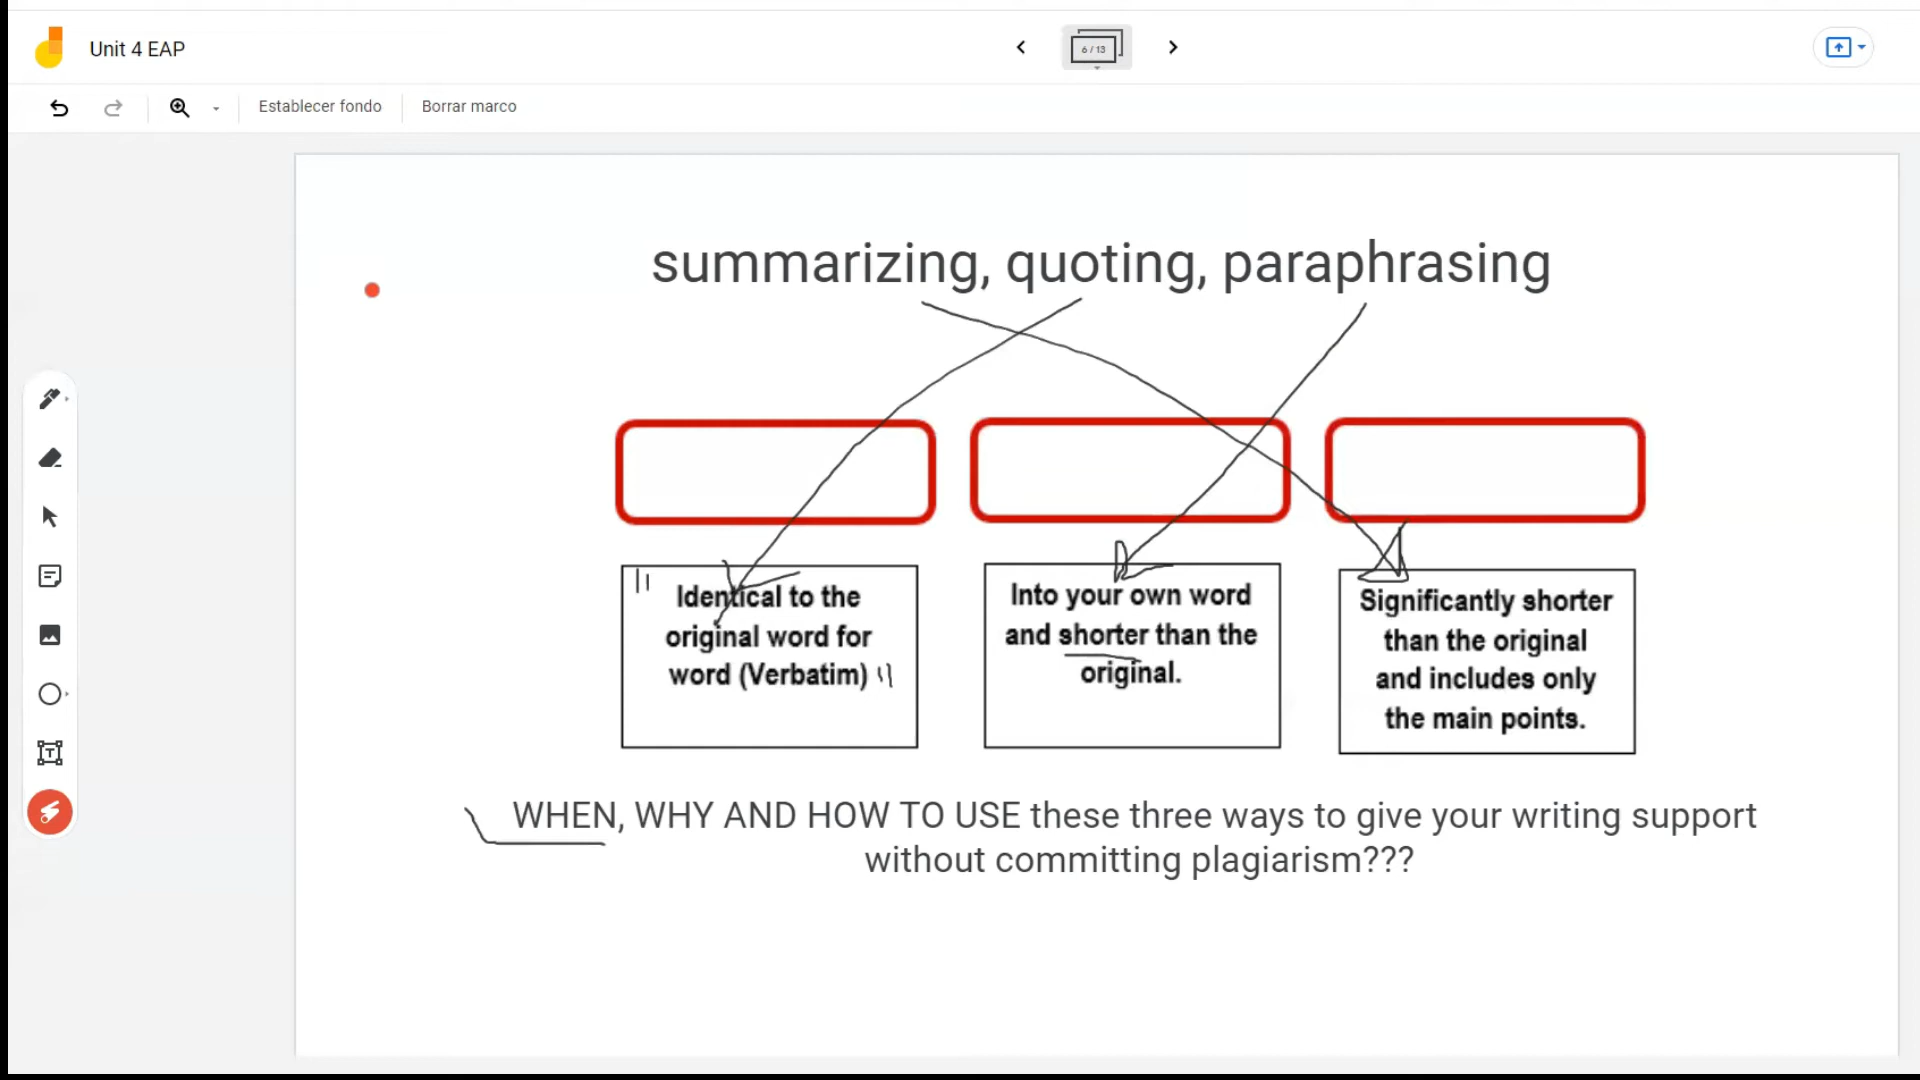 Unit 4 EAP
6 / 13
Establecer fondo
Borrar marco
summarizing, quoting, paraphrasing
Identical to the
original word for
word (Verbatim)
Into your own word
and shorter than the
original.
Significantly shorter
than the original
and includes only
the main points.
WHEN, WHY AND HOW TO USE these three ways to give your writing support
without committing plagiarism???